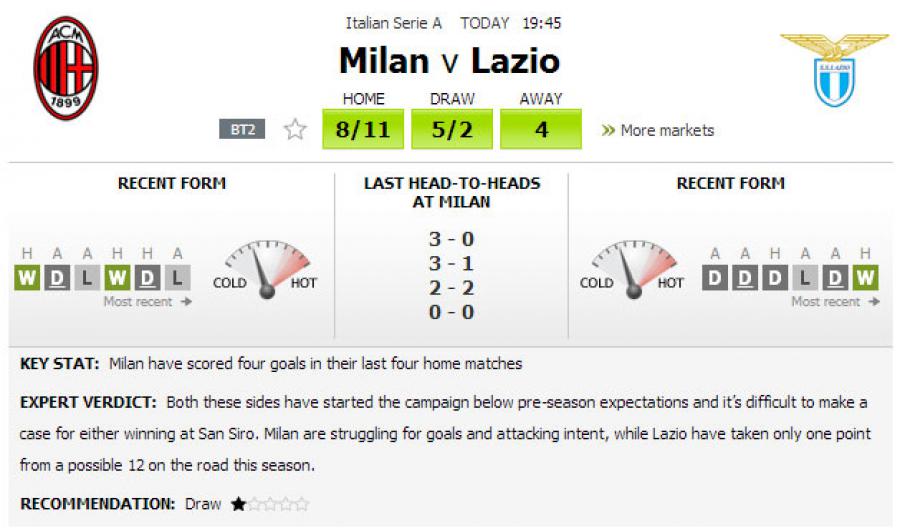 Italian Serie A TODAY 19:45
ACM
1899
Milan v Lazio
S.S.LAZIO
HOME DRAW AWAY
BT2 8/11 5/2 4 » More markets
RECENT FORM
LAST HEAD-TO-HEADS
AT MILAN
RECENT FORM
H A A H H A
W D L W D L
Most recent →
COLD HOT
3 - 0
3 - 1
2 - 2
0 - 0
COLD HOT
A A H A A H
D D D L D W
Most recent →
KEY STAT: Milan have scored four goals in their last four home matches
EXPERT VERDICT: Both these sides have started the campaign below pre-season expectations and it's difficult to make a
case for either winning at San Siro. Milan are struggling for goals and attacking intent, while Lazio have taken only one point
from a possible 12 on the road this season.
RECOMMENDATION: Draw ★☆☆☆☆